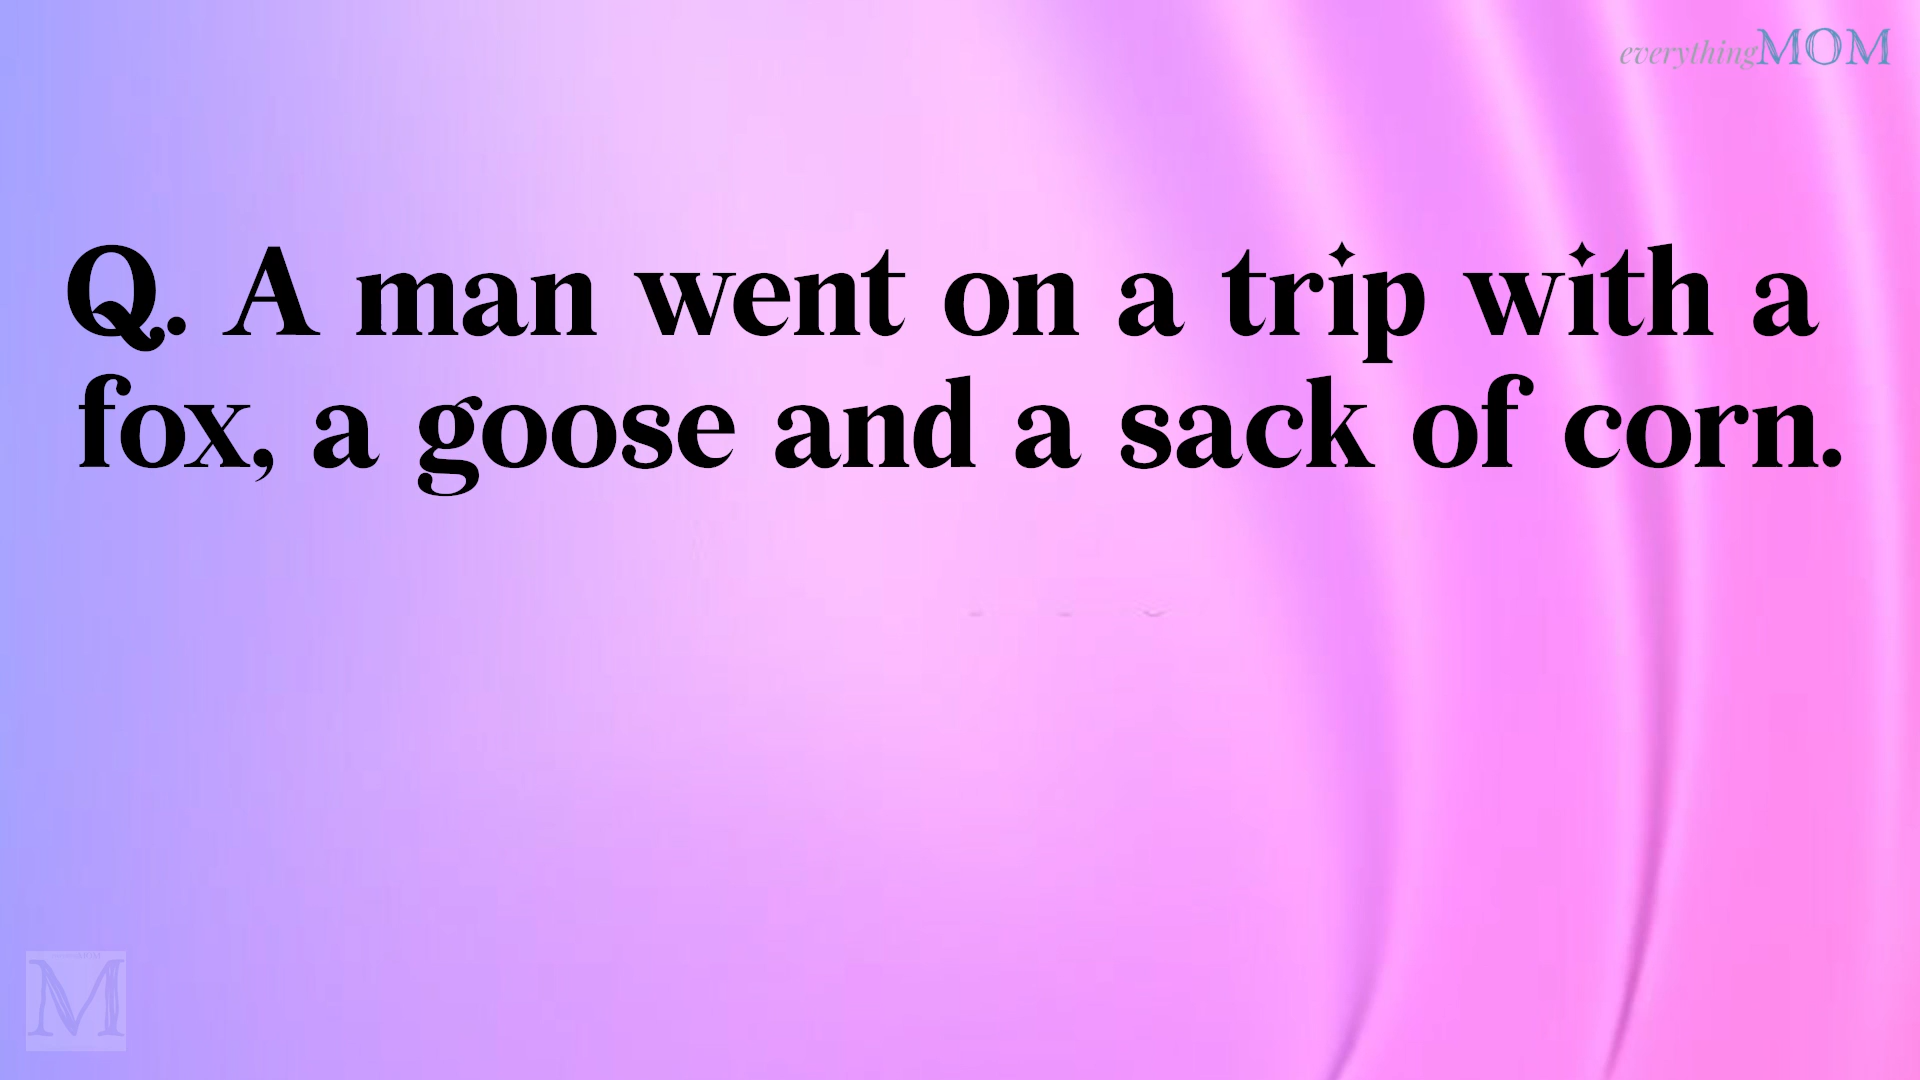 everythingMOM
Q. A man went on a trip with a
fox, a goose and a sack of corn.
M